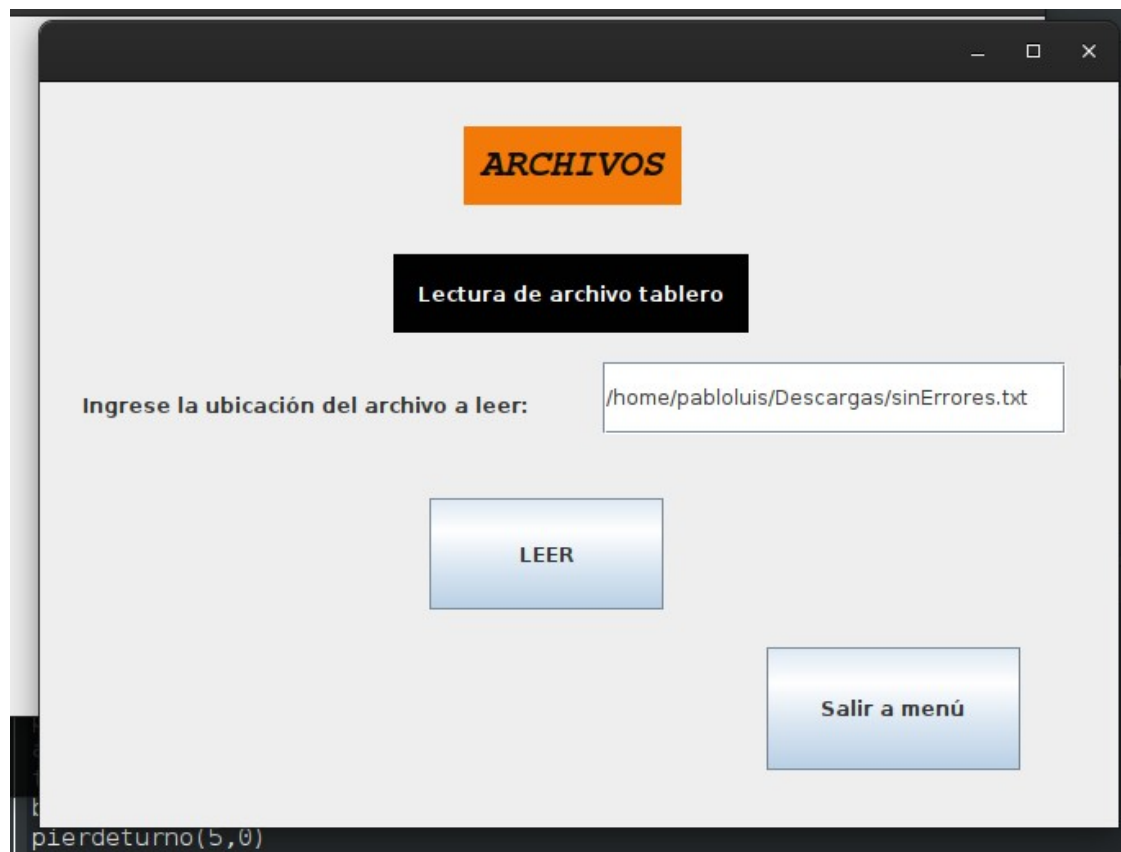 ARCHIVOS
Lectura de archivo tablero
Ingrese la ubicación del archivo a leer:
/home/pabloluis/Descargas/sinErrores.txt
LEER
Salir a menú
pierdeturno(5,0)